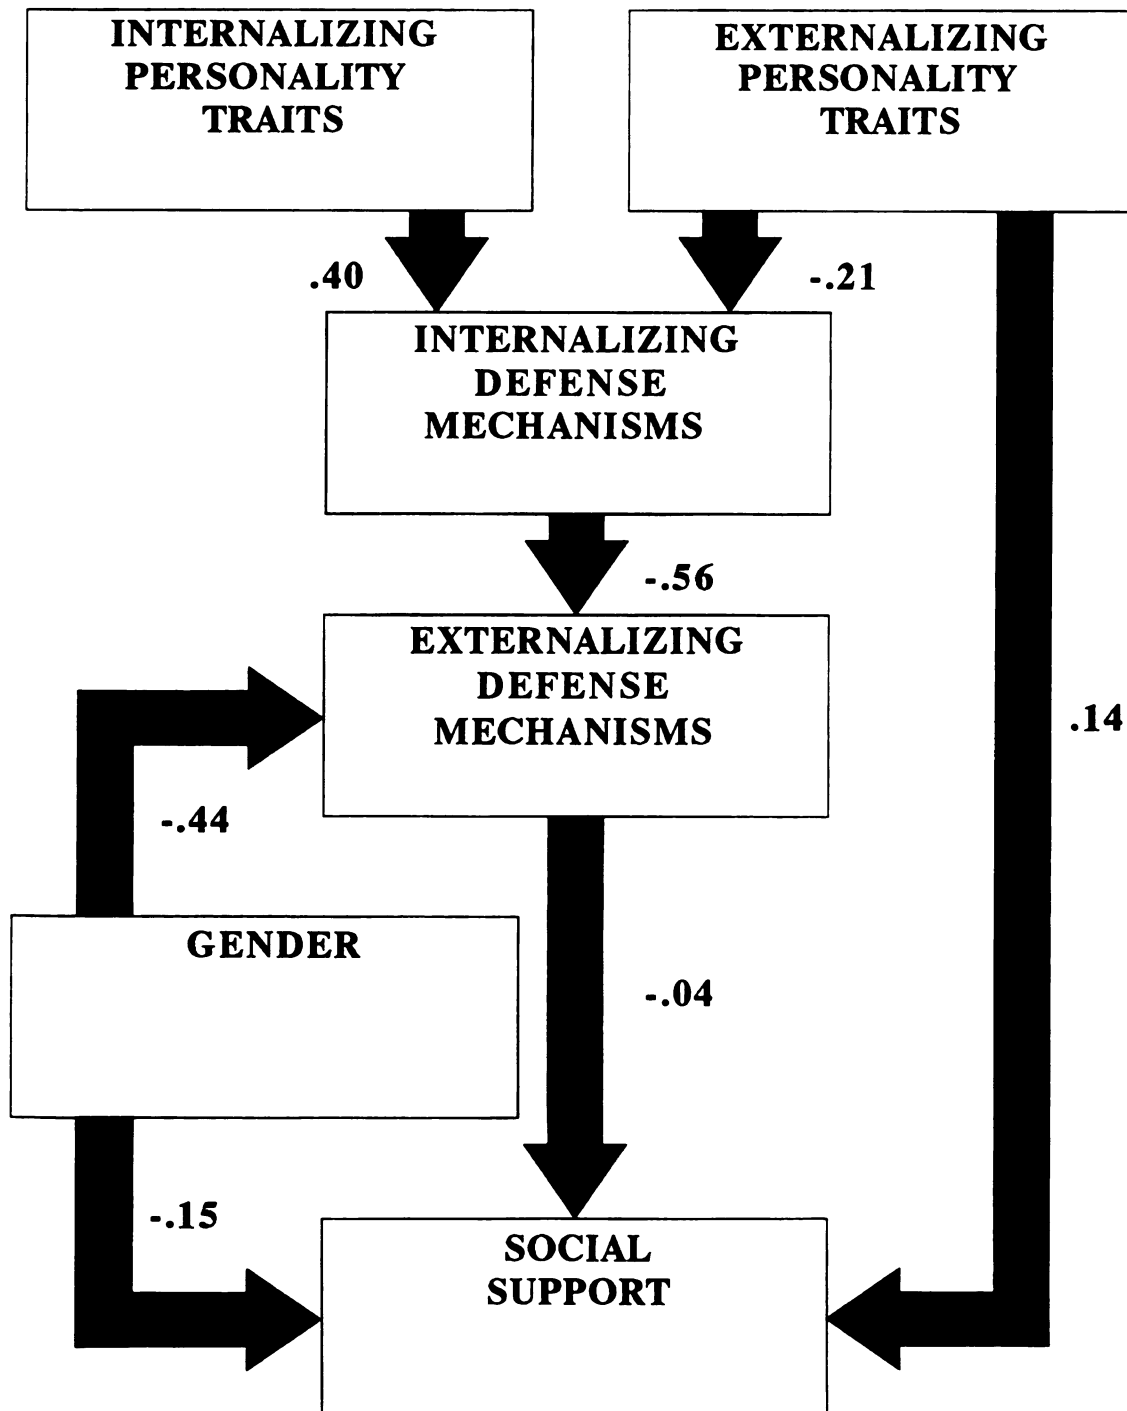 INTERNALIZING
PERSONALITY
TRAITS
EXTERNALIZING
PERSONALITY
TRAITS
.40
-.21
INTERNALIZING
DEFENSE
MECHANISMS
-.56
EXTERNALIZING
DEFENSE
MECHANISMS
.14
-.44
GENDER
-.04
-.15
SOCIAL
SUPPORT